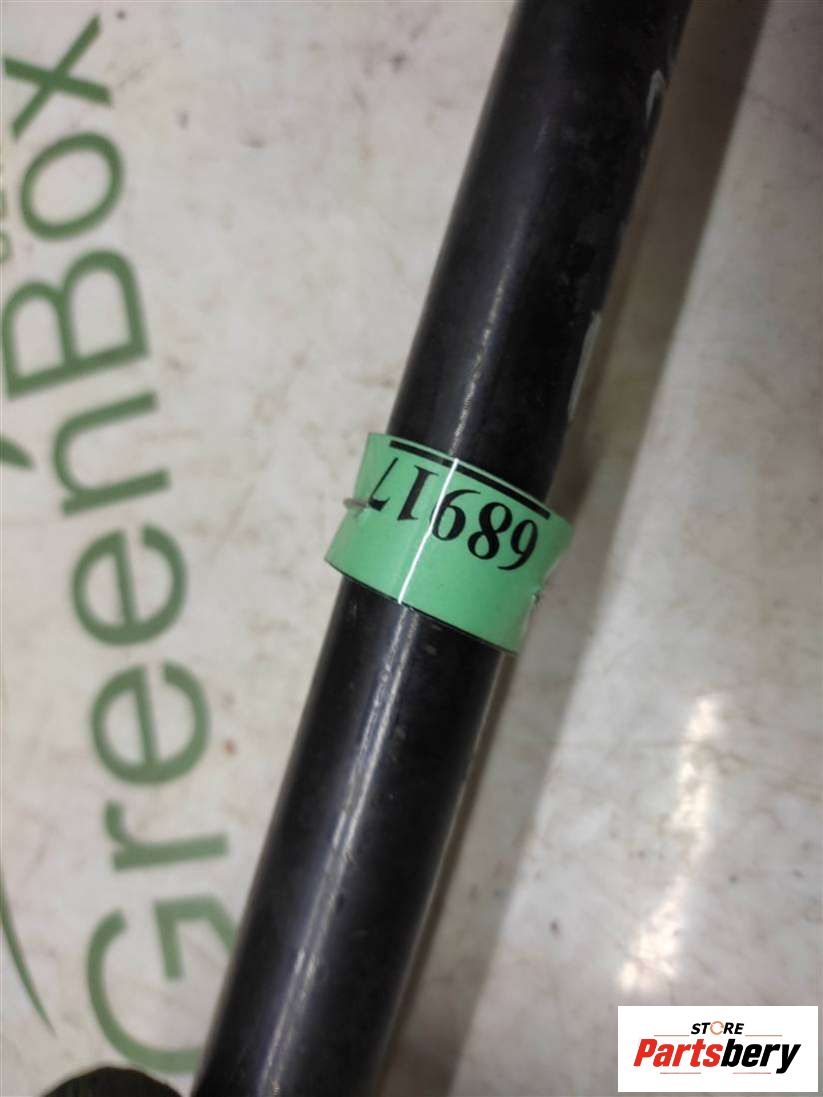 GreenBox
68917
STORE
Partsbery